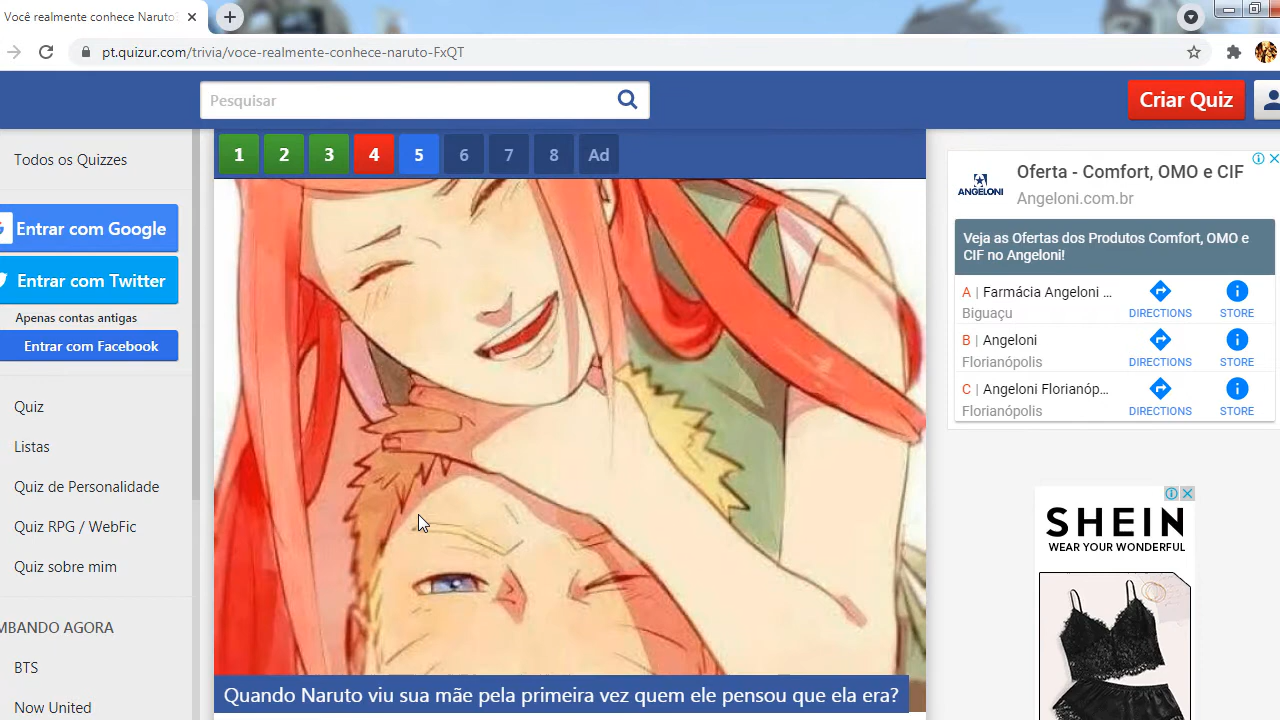 Você realmente conhece Naruto?
pt.quizur.com/trivia/voce-realmente-conhece-naruto-FxQT
Pesquisar
Criar Quiz
Todos os Quizzes
Entrar com Google
Entrar com Twitter
Apenas contas antigas
Entrar com Facebook
Quiz
Listas
Quiz de Personalidade
Quiz RPG / WebFic
Quiz sobre mim
MBANDO AGORA
BTS
Now United
1 2 3 4 5 6 7 8 Ad
Quando Naruto viu sua mãe pela primeira vez quem ele pensou que ela era?
ANGELONI
Oferta - Comfort, OMO e CIF
Angeloni.com.br
Veja as Ofertas dos Produtos Comfort, OMO e
CIF no Angeloni!
A | Farmácia Angeloni ...
Biguaçu
DIRECTIONS
STORE
B | Angeloni
Florianópolis
DIRECTIONS
STORE
C | Angeloni Florianóp...
Florianópolis
DIRECTIONS
STORE
SHEIN
WEAR YOUR WONDERFUL